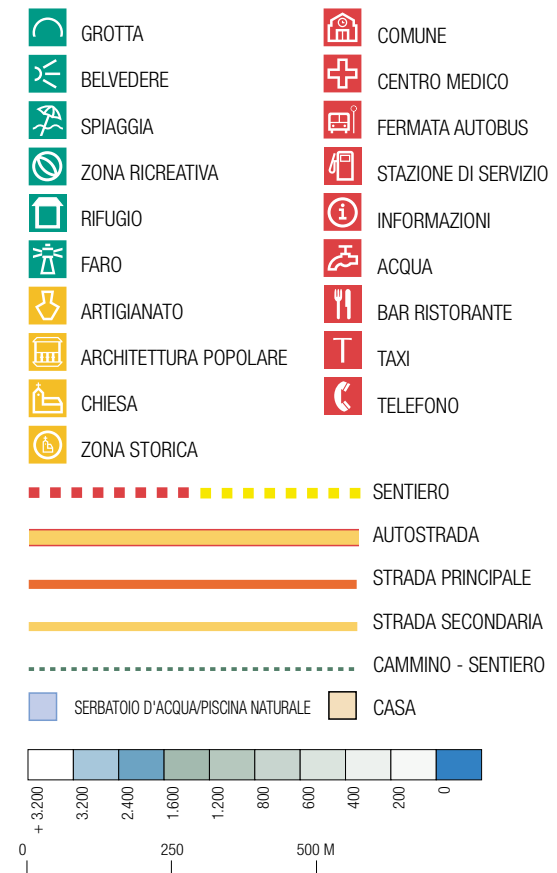 GROTTA
BELVEDERE
SPIAGGIA
ZONA RICREATIVA
RIFUGIO
FARO
ARTIGIANATO
ARCHITETTURA POPOLARE
CHIESA
ZONA STORICA
COMUNE
CENTRO MEDICO
FERMATA AUTOBUS
STAZIONE DI SERVIZIO
i INFORMAZIONI
ACQUA
BAR RISTORANTE
T TAXI
TELEFONO
SENTIERO
AUTOSTRADA
STRADA PRINCIPALE
STRADA SECONDARIA
CAMMINO - SENTIERO
SERBATOIO D'ACQUA/PISCINA NATURALE
CASA
+ 3.200 3.200 2.400 1.600 1.200 800 600 400 200 0
0 250 500 M